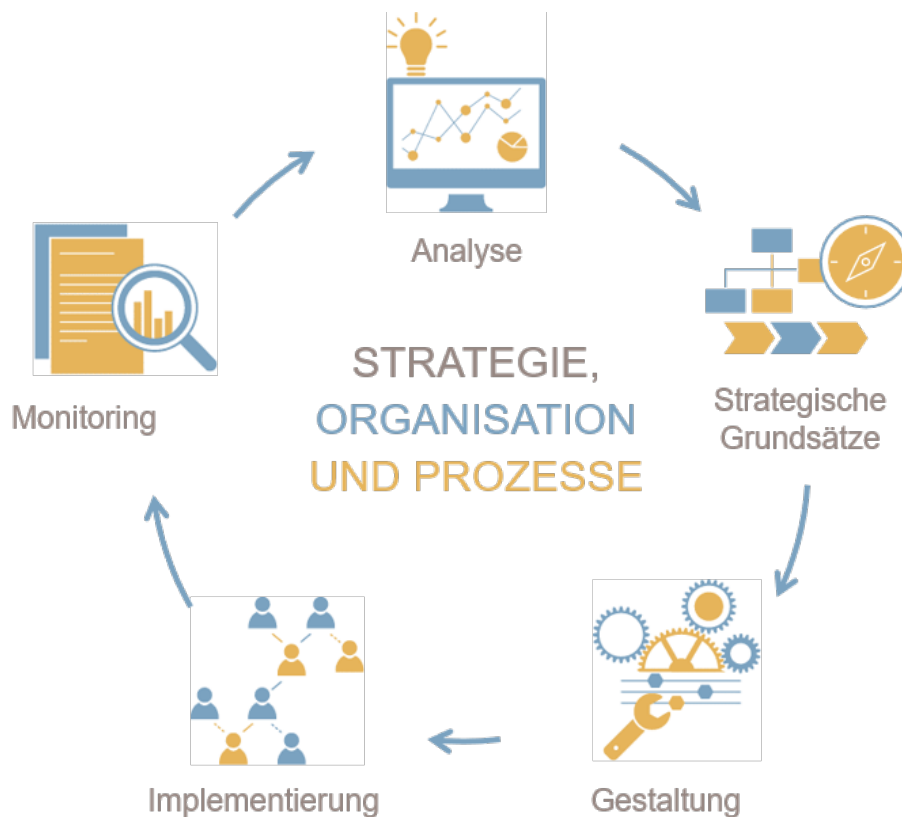 Analyse
Strategische
Grundsätze
Gestaltung
Implementierung
Monitoring
STRATEGIE,
ORGANISATION
UND PROZESSE